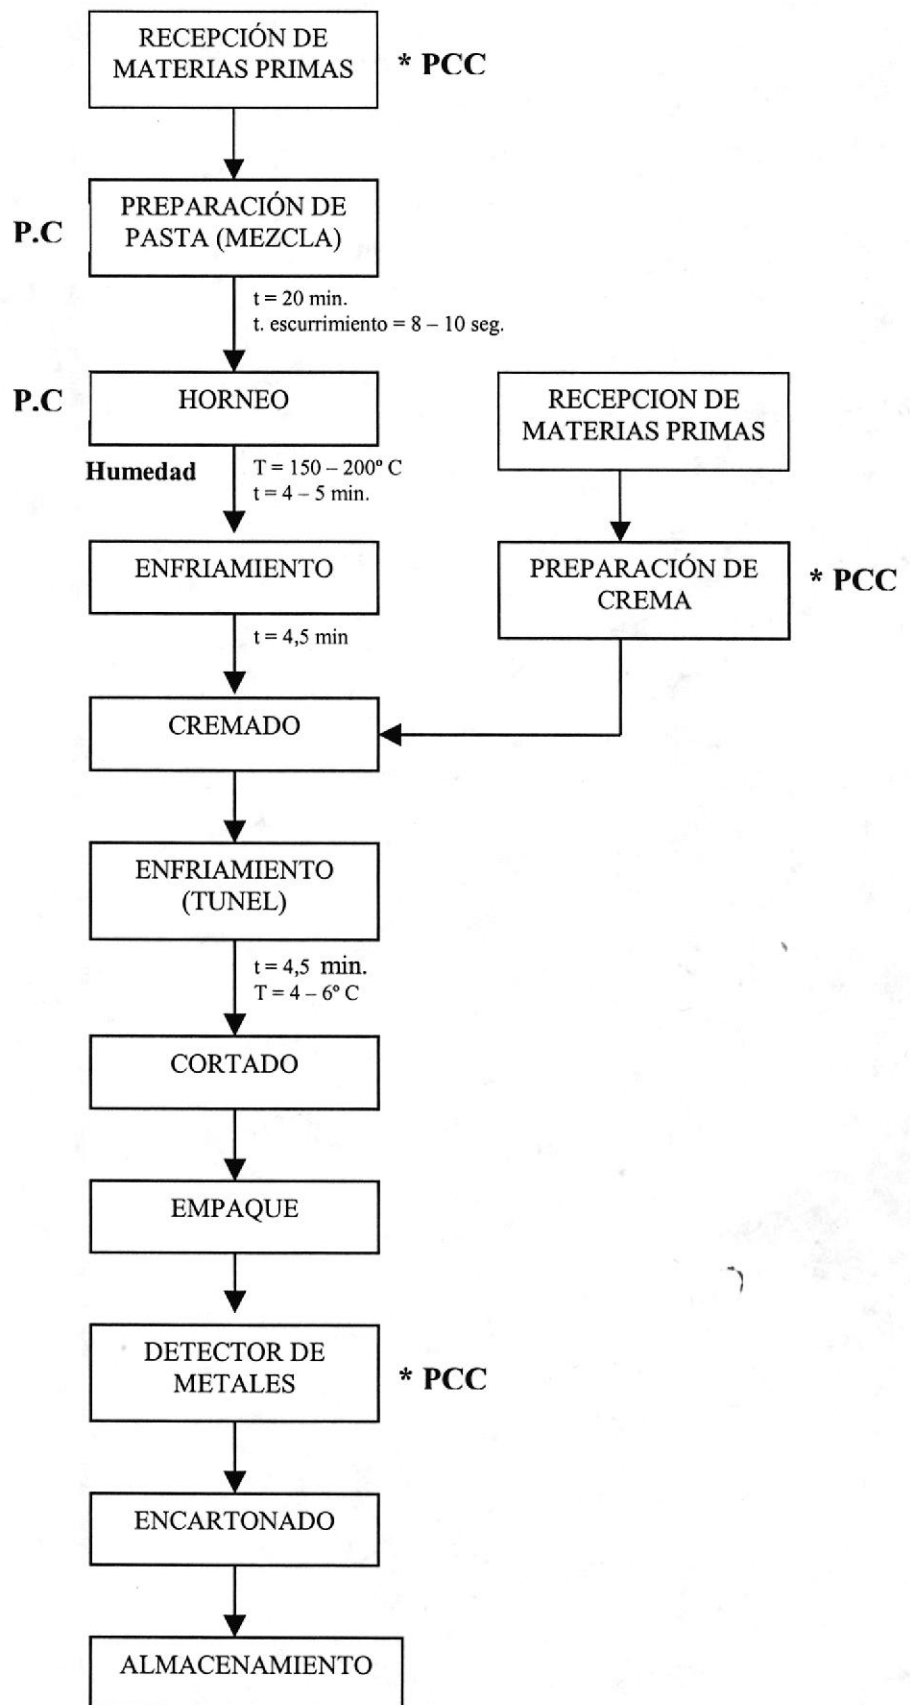 RECEPCIÓN DE
MATERIAS PRIMAS
* PCC
PREPARACIÓN DE
PASTA (MEZCLA)
P.C
t = 20 min.
t. escurrimiento = 8 – 10 seg.
P.C
HORNEO
Humedad
T = 150 – 200º C
t = 4 – 5 min.
RECEPCION DE
MATERIAS PRIMAS
ENFRIAMIENTO
t = 4,5 min
PREPARACIÓN DE
CREMA
* PCC
CREMADO
ENFRIAMIENTO
(TUNEL)
t = 4,5 min.
T = 4 – 6º C
CORTADO
EMPAQUE
DETECTOR DE
METALES
* PCC
ENCARTONADO
ALMACENAMIENTO